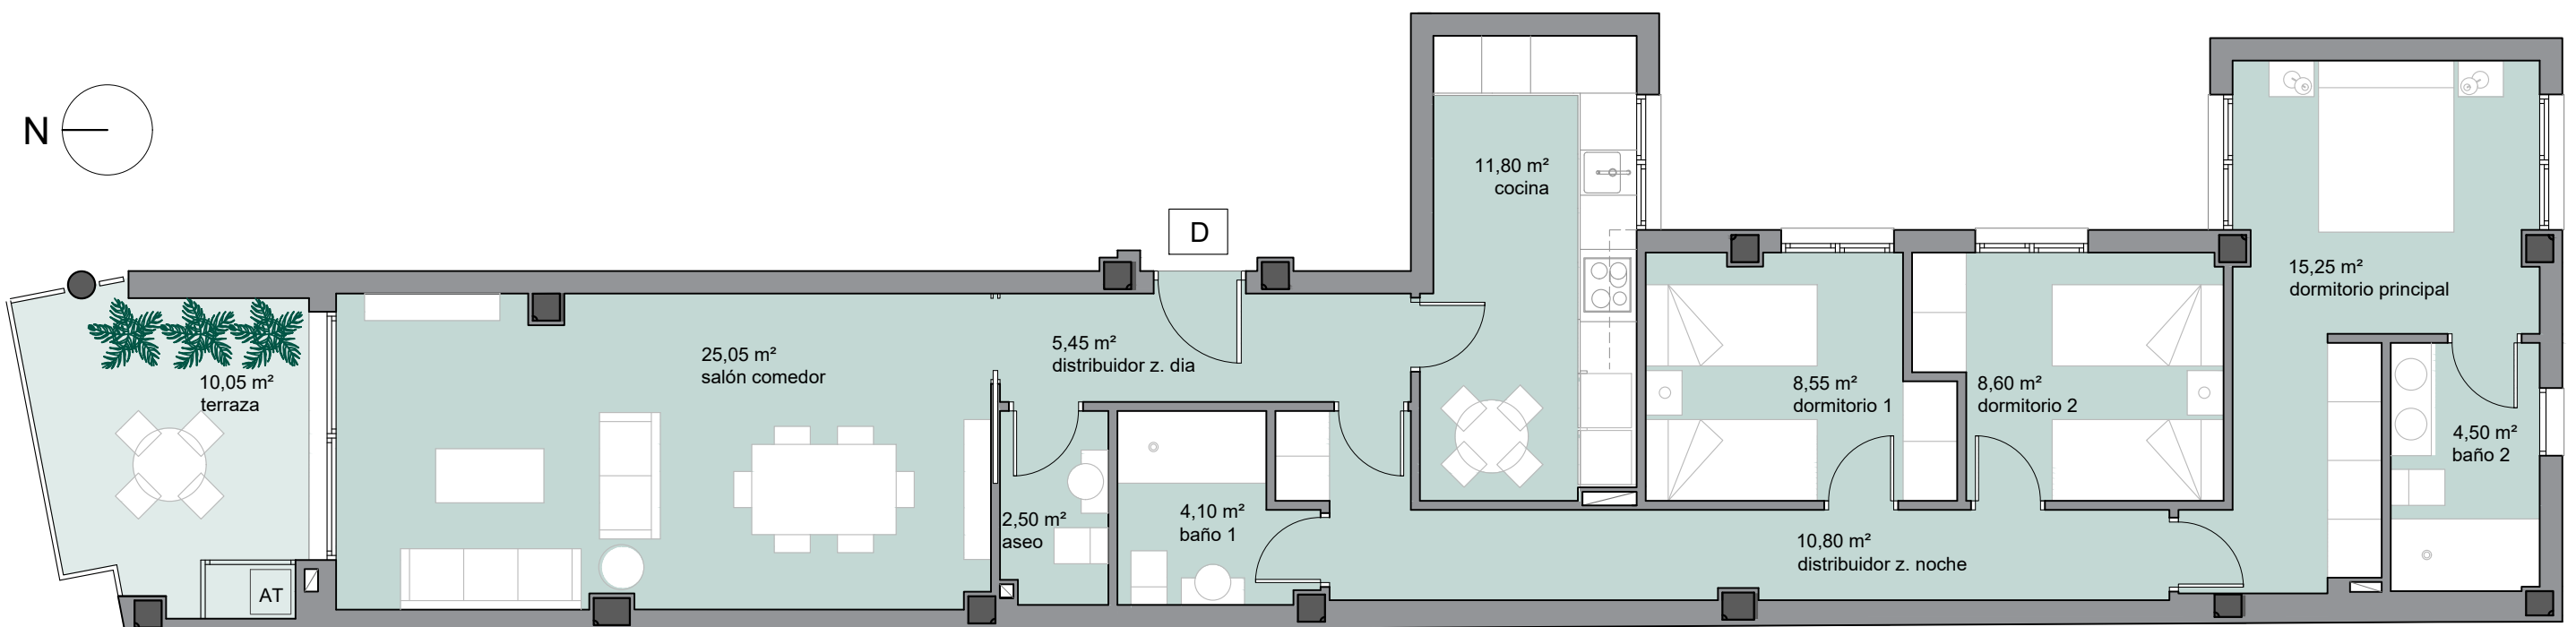 N
D
11,80 m²
cocina
15,25 m²
dormitorio principal
5,45 m²
distribuidor z. dia
25,05 m²
salón comedor
10,05 m²
terraza
8,55 m²
dormitorio 1
8,60 m²
dormitorio 2
4,50 m²
baño 2
2,50 m²
aseo
4,10 m²
baño 1
10,80 m²
distribuidor z. noche
AT